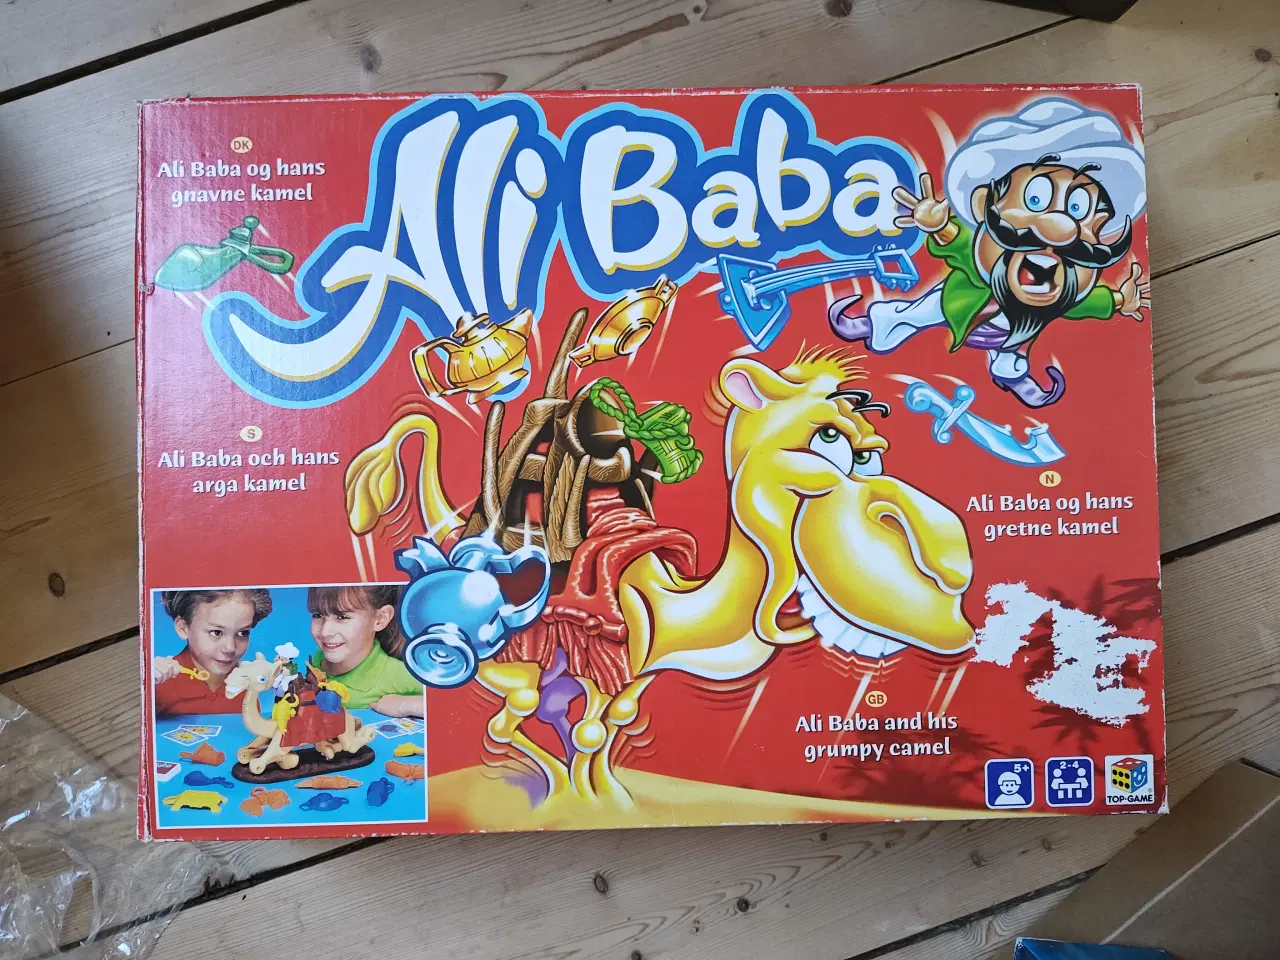 Ali Baba
DK
Ali Baba og hans
gnavne kamel
S
Ali Baba och hans
arga kamel
N
Ali Baba og hans
gretne kamel
GB
Ali Baba and his
grumpy camel
5+
2-4
TOP-GAME